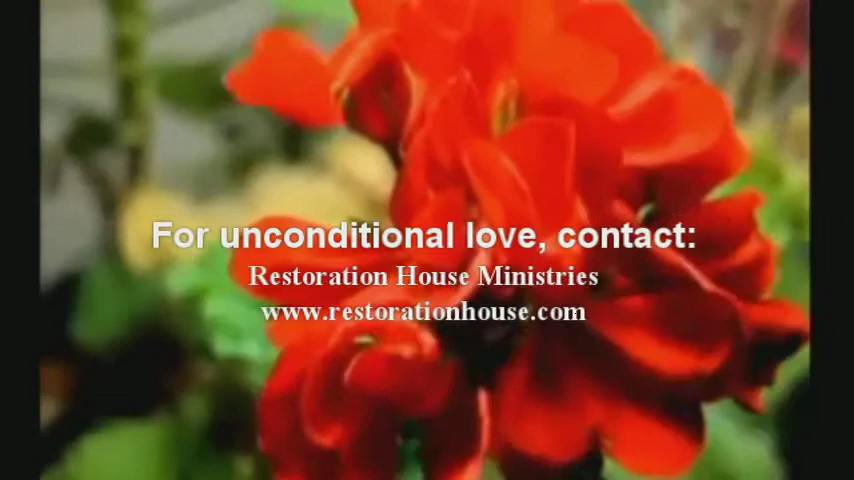 For unconditional love, contact:
Restoration House Ministries
www.restorationhouse.com